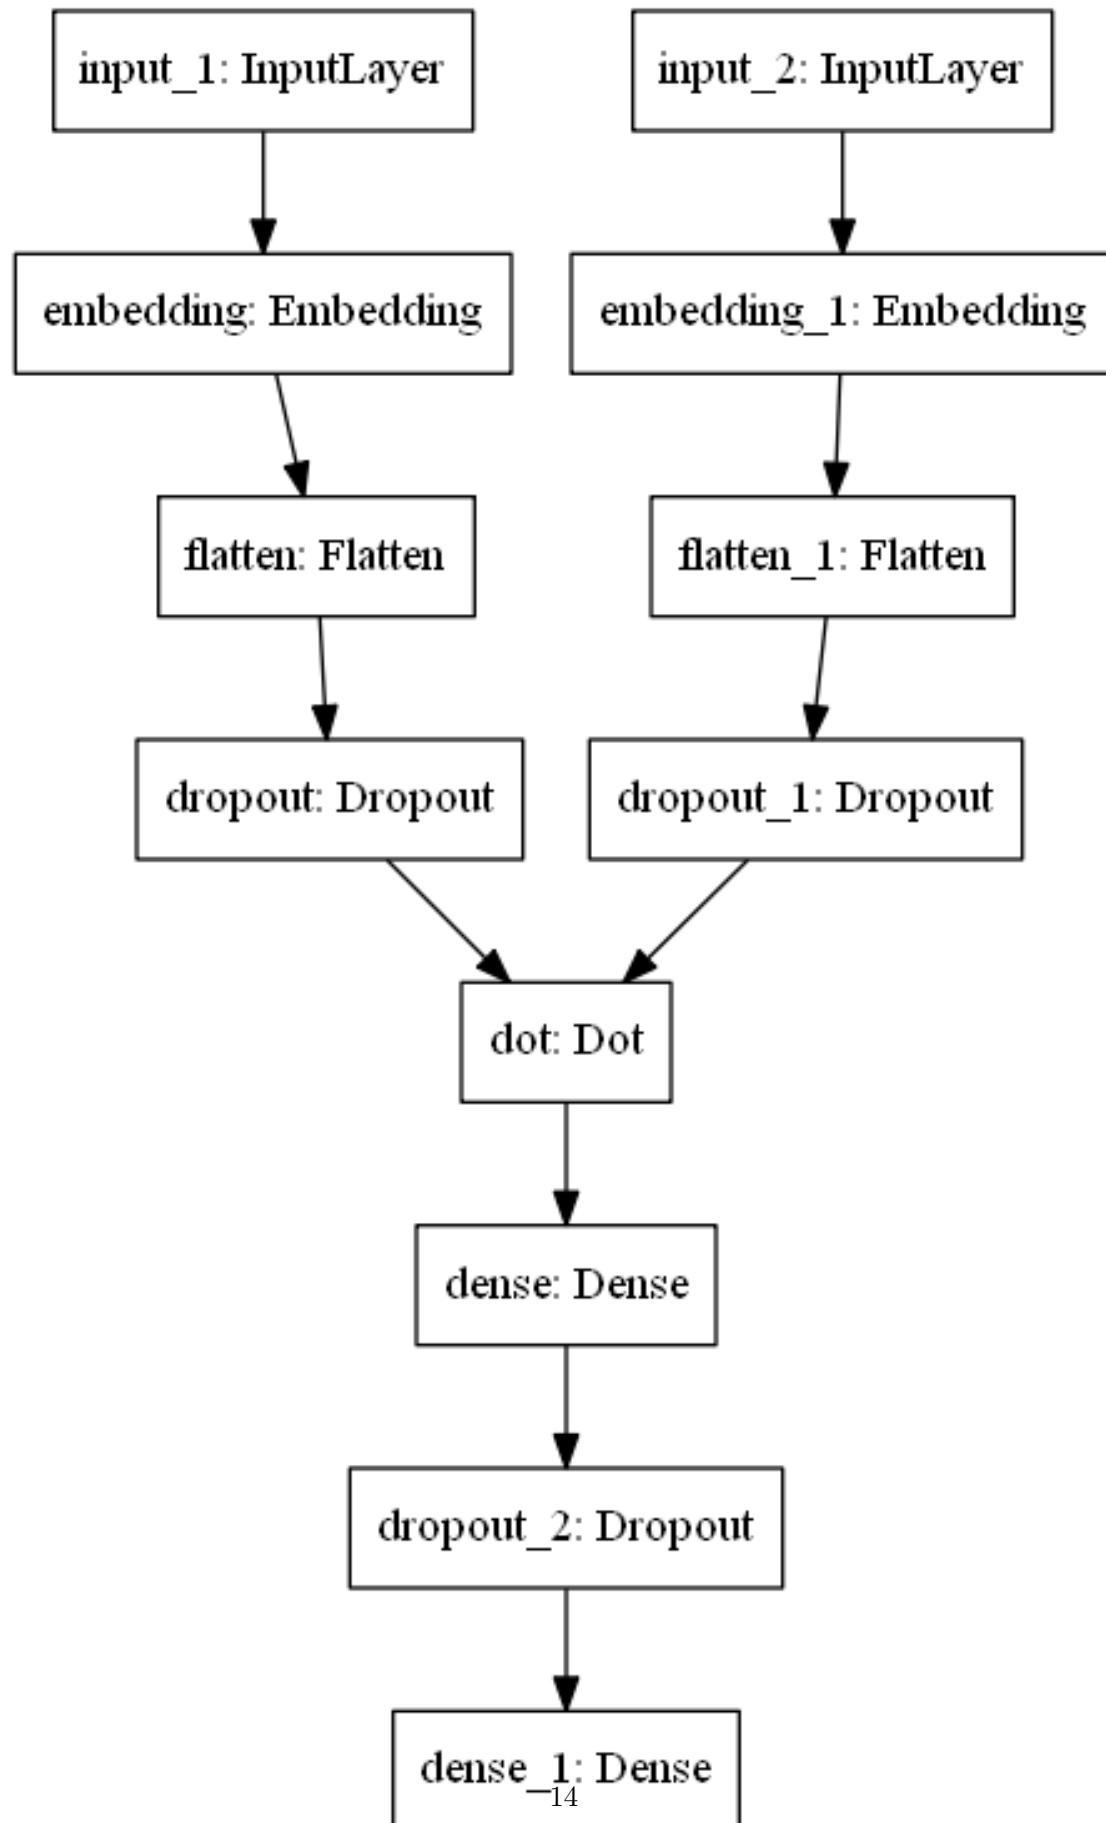 input_1: InputLayer
input_2: InputLayer
embedding: Embedding
embedding_1: Embedding
flatten: Flatten
flatten_1: Flatten
dropout: Dropout
dropout_1: Dropout
dot: Dot
dense: Dense
dropout_2: Dropout
dense_1: Dense
14